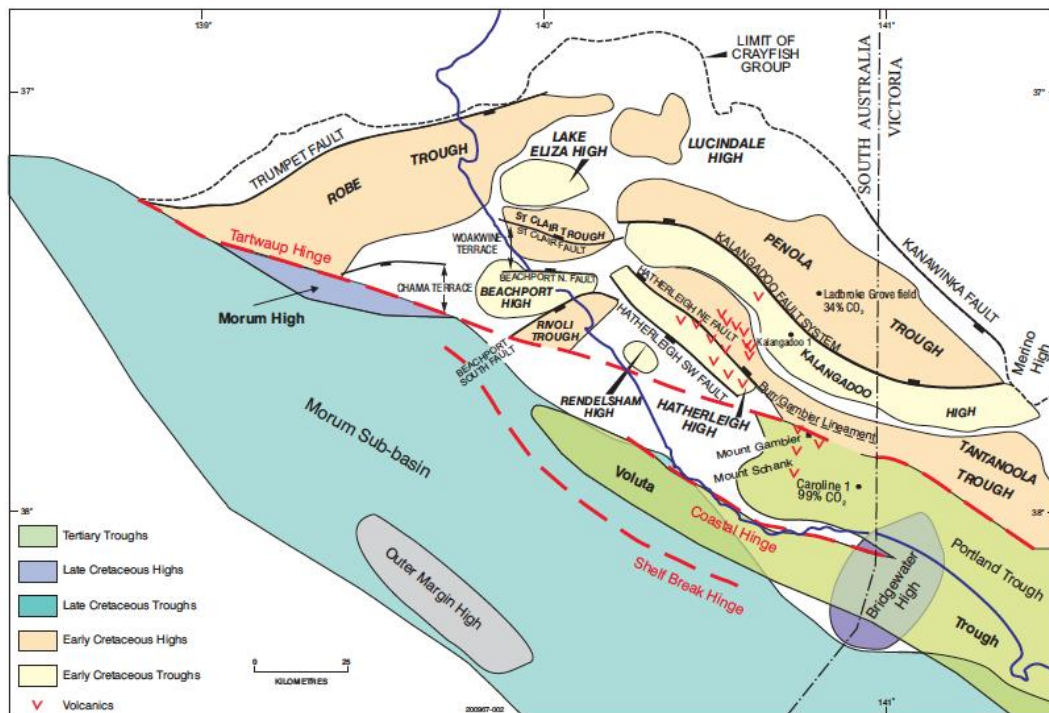 139°
140°
141°
LIMIT OF
CRAYFISH
GROUP
SOUTH AUSTRALIA
VICTORIA
37°
37°
TRUMPET FAULT
ROBE
TROUGH
LAKE
ELIZA HIGH
LUCINDALE
HIGH
ST CLAIR TROUGH
ST CLAIR FAULT
WOAKWINE
TERRACE
Tartwaup Hinge
CHAMA TERRACE
BEACHPORT N. FAULT
BEACHPORT
HIGH
Morum High
RIVOLI
TROUGH
BEACHPORT
SOUTH FAULT
HATHERLEIGH NE FAULT
HATHERLEIGH SW FAULT
RENDELSHAM
HIGH
HATHERLEIGH
HIGH
KALANGADOO FAULT SYSTEM
PENOLA
TROUGH
Ladbroke Grove field
34% CO₂
Kalangadoo 1
KALANGADOO
HIGH
KANAWINKA FAULT
Merino
High
Burr/Gambier Lineament
TANTANOOLA
TROUGH
Mount Gambier
Mount Schank
Caroline 1
99% CO₂
Morum Sub-basin
Voluta
Coastal Hinge
Shelf Break Hinge
Bridgewater
High
Portland Trough
Trough
Outer Margin High
38°
38°
Tertiary Troughs
Late Cretaceous Highs
Late Cretaceous Troughs
Early Cretaceous Highs
Early Cretaceous Troughs
Volcanics
0 25
KILOMETRES
200967-002
141°